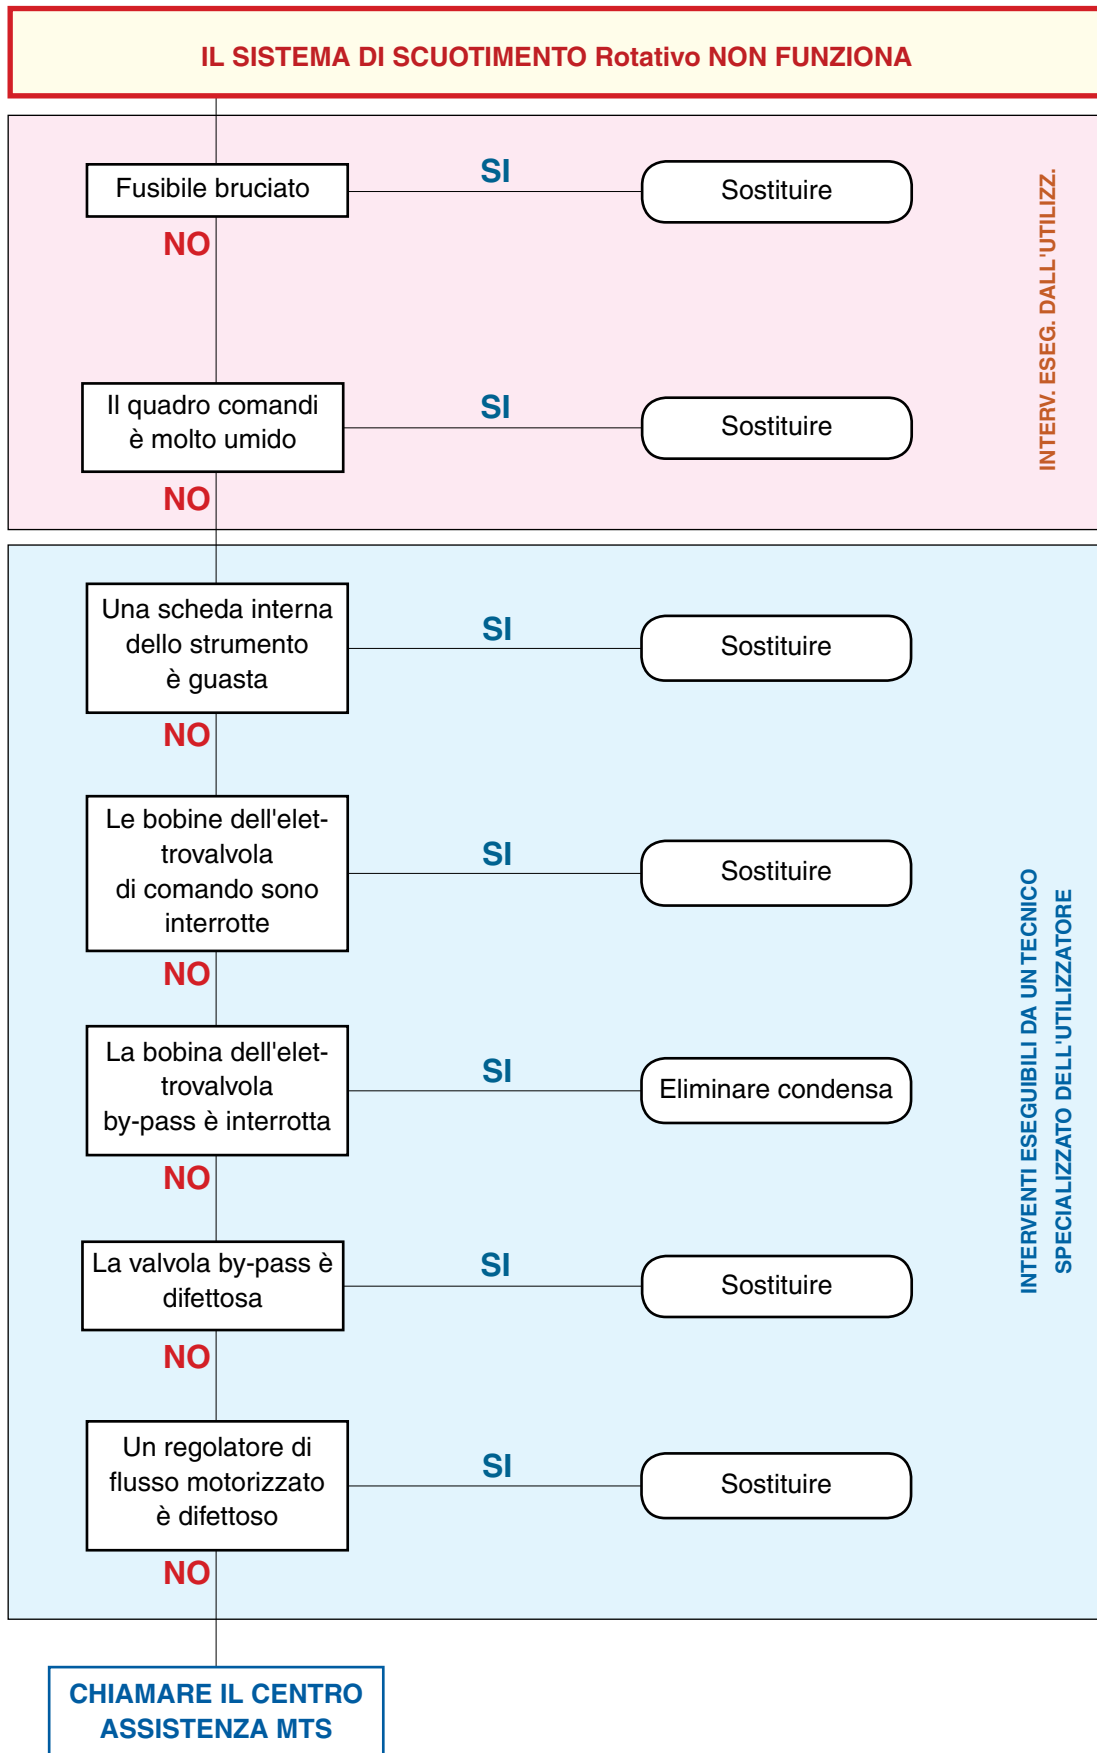 IL SISTEMA DI SCUOTIMENTO Rotativo NON FUNZIONA
Fusibile bruciato
SI
Sostituire
NO
Il quadro comandi
è molto umido
SI
Sostituire
NO
INTERV. ESEG. DALL'UTILIZZ.
Una scheda interna
dello strumento
è guasta
SI
Sostituire
NO
Le bobine dell'elet-
trovalvola
di comando sono
interrotte
SI
Sostituire
NO
La bobina dell'elet-
trovalvola
by-pass è interrotta
SI
Eliminare condensa
NO
La valvola by-pass è
difettosa
SI
Sostituire
NO
Un regolatore di
flusso motorizzato
è difettoso
SI
Sostituire
NO
INTERVENTI ESEGUIBILI DA UN TECNICO
SPECIALIZZATO DELL'UTILIZZATORE
CHIAMARE IL CENTRO
ASSISTENZA MTS